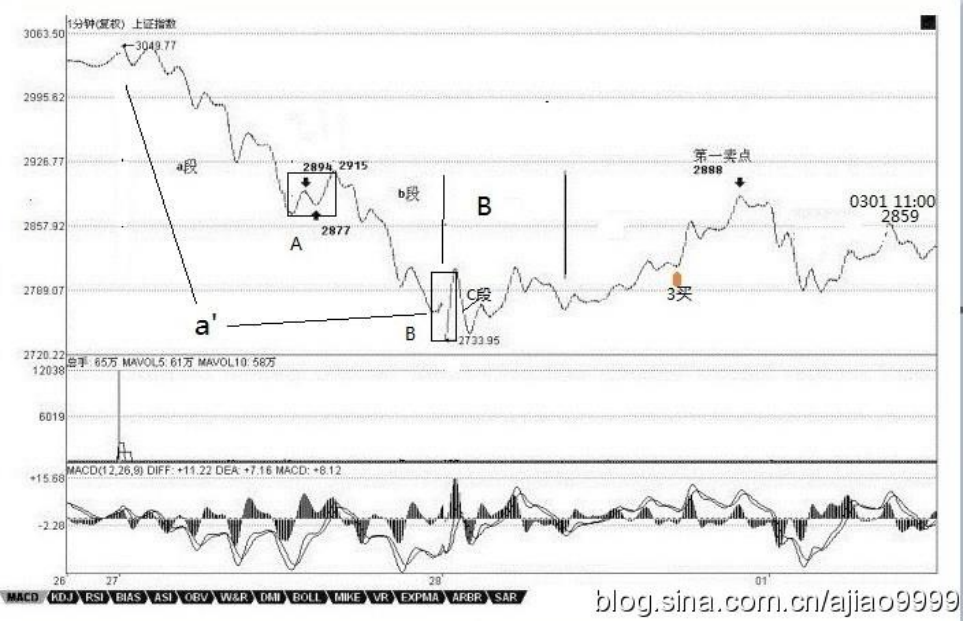 1分钟(复权) 上证指数
3063.50
3049.77
2995.62
2926.77
a段
2894 2915
b段
B
第一卖点
2888
0301 11:00
2859
2877
2857.92
A
2789.07
C段
3买
a'
B
2733.95
2720.22
总手: 65万 MAVOL5: 61万 MAVOL10: 58万
12038
6019
MACD(12,26,9) DIFF: +11.22 DEA: +7.16 MACD: +8.12
+15.68
-2.28
26 27 28 01
MACD KDJ RSI BIAS ASI OBV W&R DMI BOLL MIKE VR EXPMA ARBR SAR
blog.sina.com.cn/ajiao9999